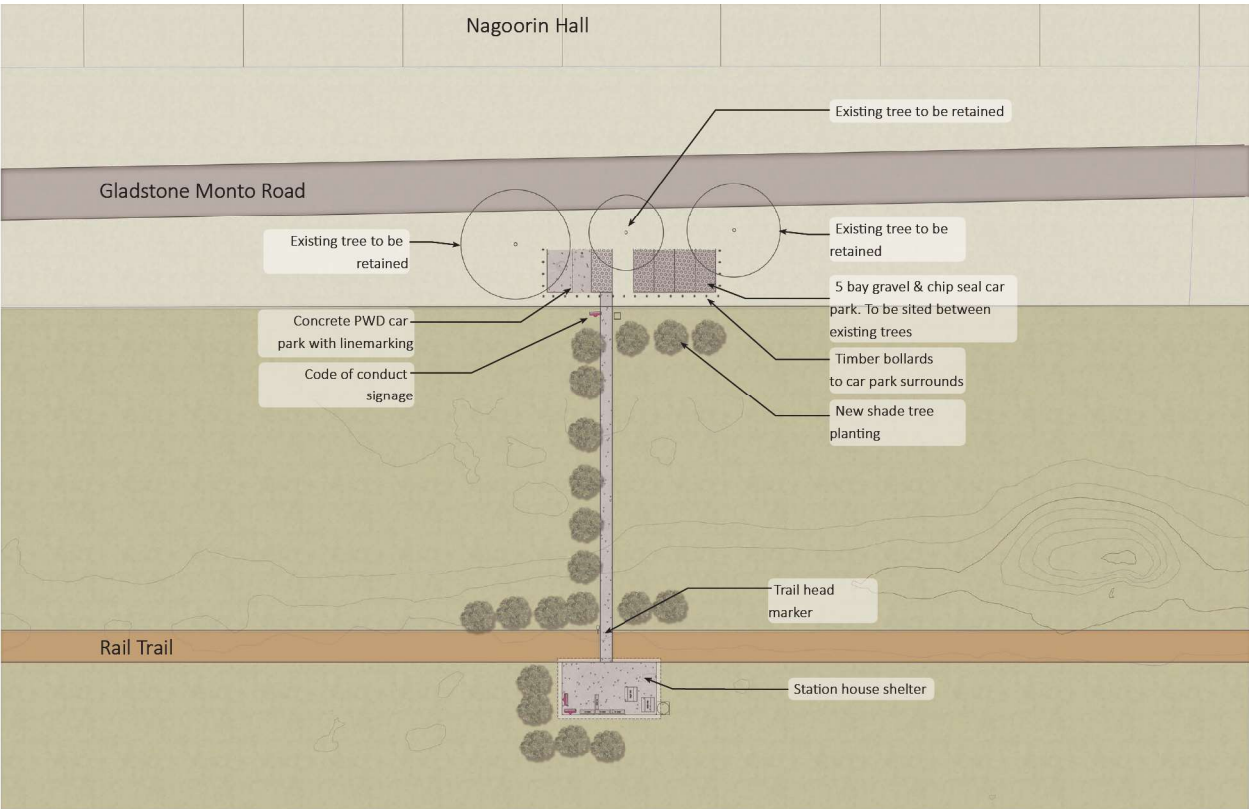 Nagoorin Hall
Existing tree to be retained
Gladstone Monto Road
Existing tree to be
retained
Existing tree to be
retained
5 bay gravel & chip seal car
park. To be sited between
existing trees
Concrete PWD car
park with linemarking
Timber bollards
to car park surrounds
Code of conduct
signage
New shade tree
planting
Trail head
marker
Rail Trail
Station house shelter